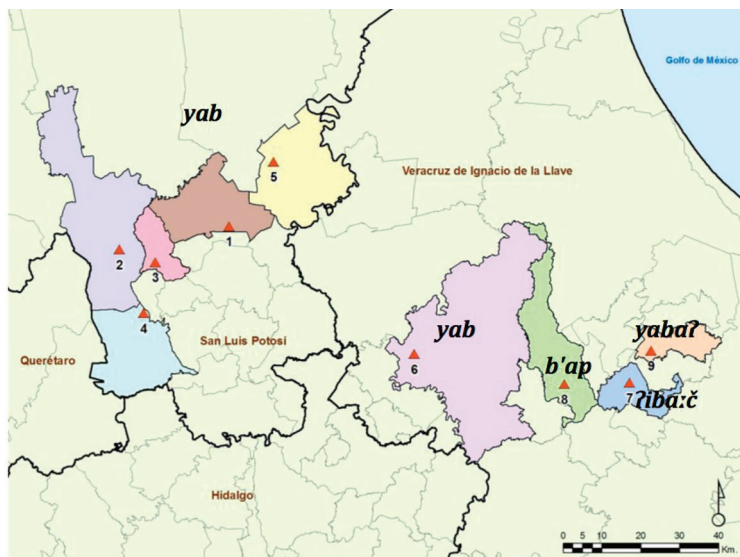 Golfo de México
yab
Veracruz de Ignacio de la Llave
5
1
2
3
4
San Luis Potosí
Querétaro
yab
6
b'ap
8
yabaʔ
9
7
ʔibaːč
Hidalgo
0 5 10 20 30 40
Km